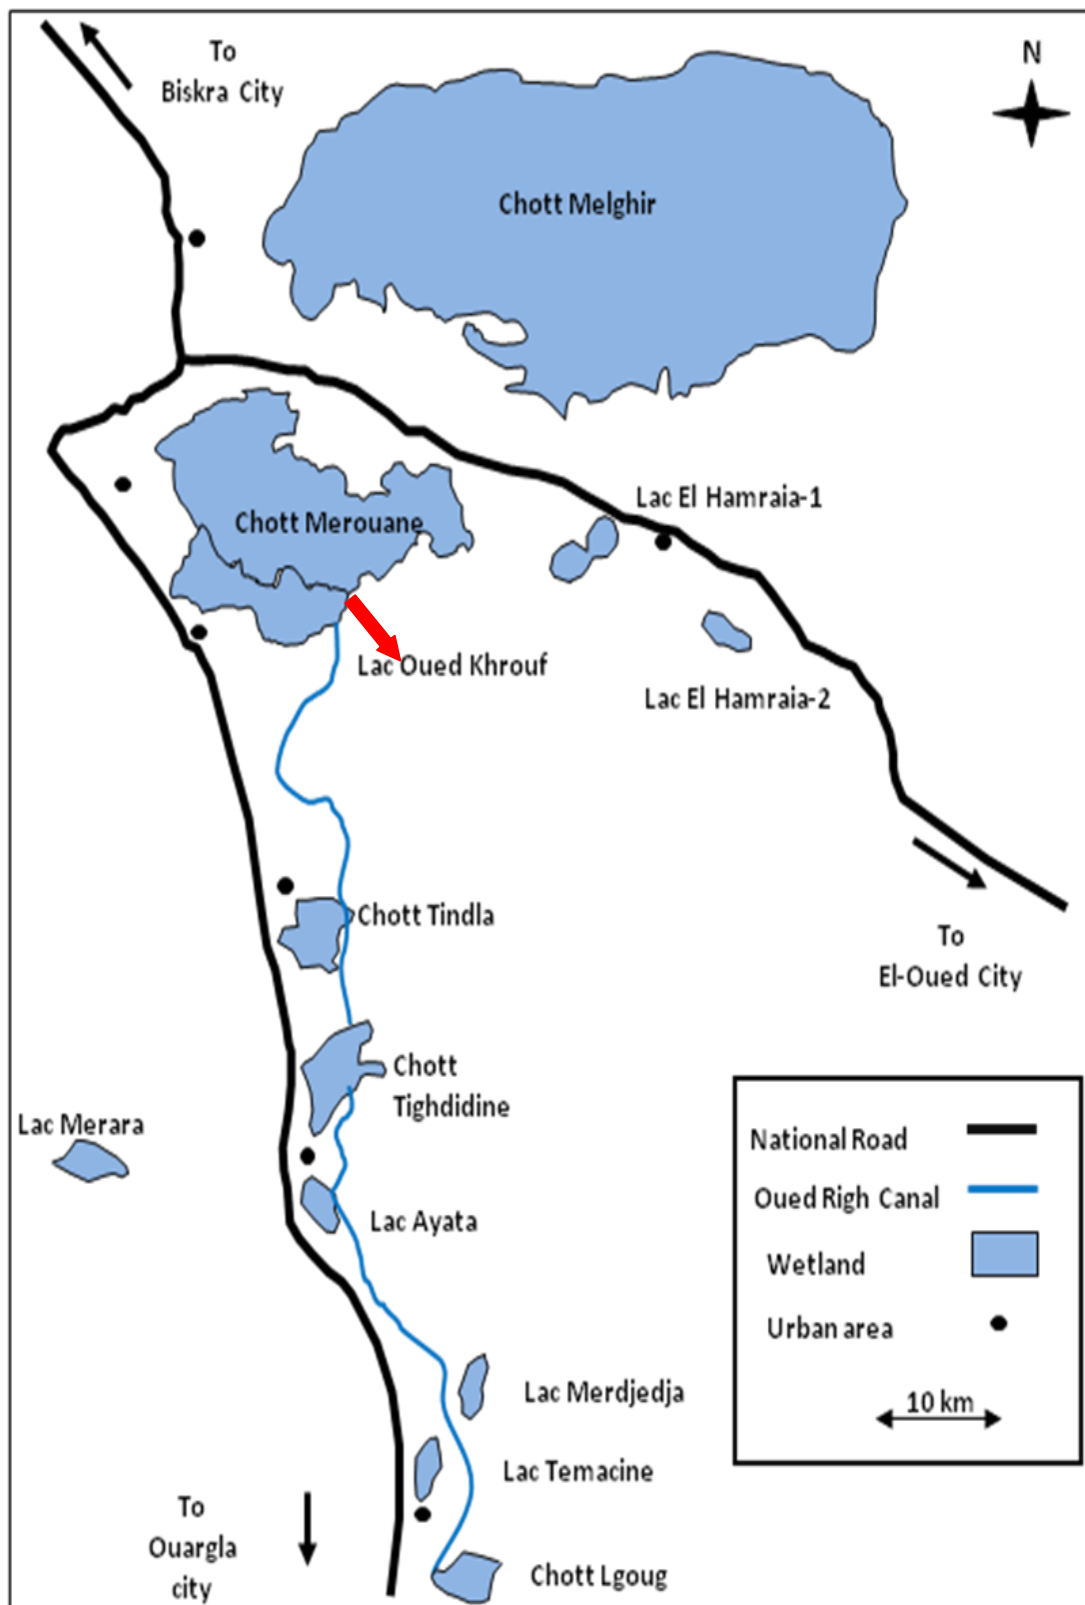 To
Biskra City
N
Chott Melghir
Lac El Hamraia-1
Chott Merouane
Lac Oued Khrouf
Lac El Hamraia-2
Chott Tindla
To
El-Oued City
Chott
Tighdidine
Lac Merara
Lac Ayata
National Road
Oued Righ Canal
Wetland
Urban area
10 km
Lac Merdjedja
Lac Temacine
To
Ouargla
city
Chott Lgoug